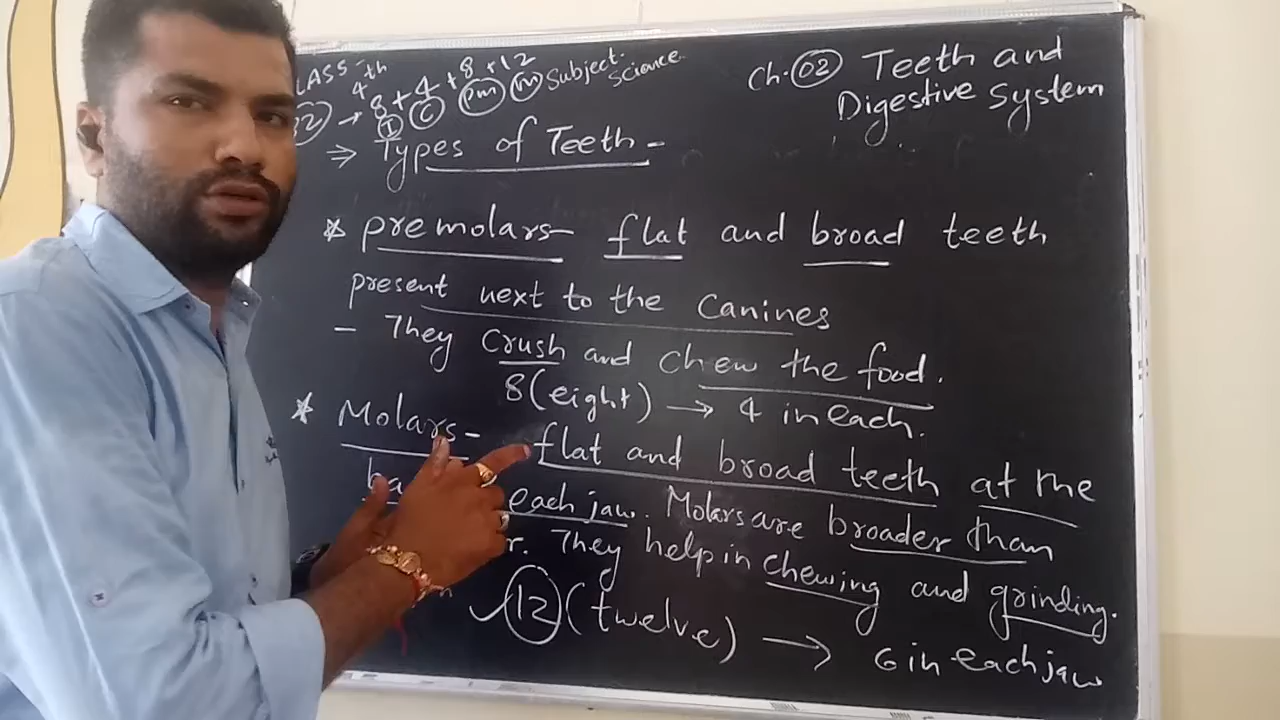 CLASS- 4th
32 → 8 + 4 + 8 + 12 Subject- Science
I C pm m
Ch. 02 Teeth and
Digestive System
⇒ Types of Teeth -
* premolars - flat and broad teeth
present next to the Canines
- They crush and chew the food.
8 (eight) → 4 in each.
* Molars - flat and broad teeth at the
each jaw. Molars are broader than
They help in chewing and grinding.
12 (twelve) → 6 in each jaw